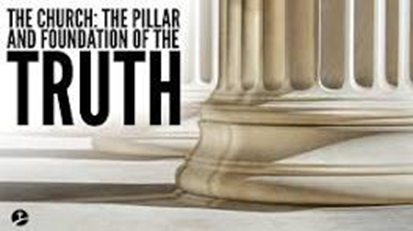 THE CHURCH: THE PILLAR
AND FOUNDATION OF THE
TRUTH